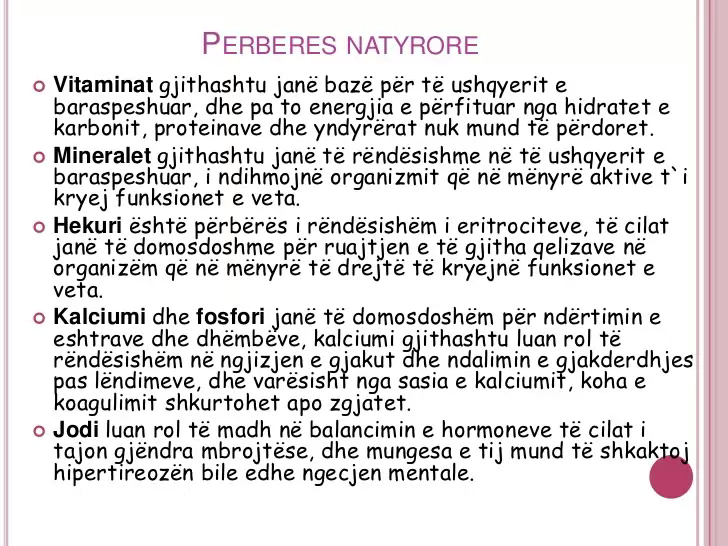 PERBERES NATYRORE
Vitaminat gjithashtu janë bazë për të ushqyerit e
baraspeshuar, dhe pa to energjia e përfituar nga hidratet e
karbonit, proteinave dhe yndyrërat nuk mund të përdoret.
Mineralet gjithashtu janë të rëndësishme në të ushqyerit e
baraspeshuar, i ndihmojnë organizmit që në mënyrë aktive t`i
kryej funksionet e veta.
Hekuri është përbërës i rëndësishëm i eritrociteve, të cilat
janë të domosdoshme për ruajtjen e të gjitha qelizave në
organizëm që në mënyrë të drejtë të kryejnë funksionet e
veta.
Kalciumi dhe fosfori janë të domosdoshëm për ndërtimin e
eshtrave dhe dhëmbëve, kalciumi gjithashtu luan rol të
rëndësishëm në ngjizjen e gjakut dhe ndalimin e gjakderdhjes
pas lëndimeve, dhe varësisht nga sasia e kalciumit, koha e
koagulimit shkurtohet apo zgjatet.
Jodi luan rol të madh në balancimin e hormoneve të cilat i
tajon gjëndra mbrojtëse, dhe mungesa e tij mund të shkaktoj
hipertireozën bile edhe ngecjen mentale.